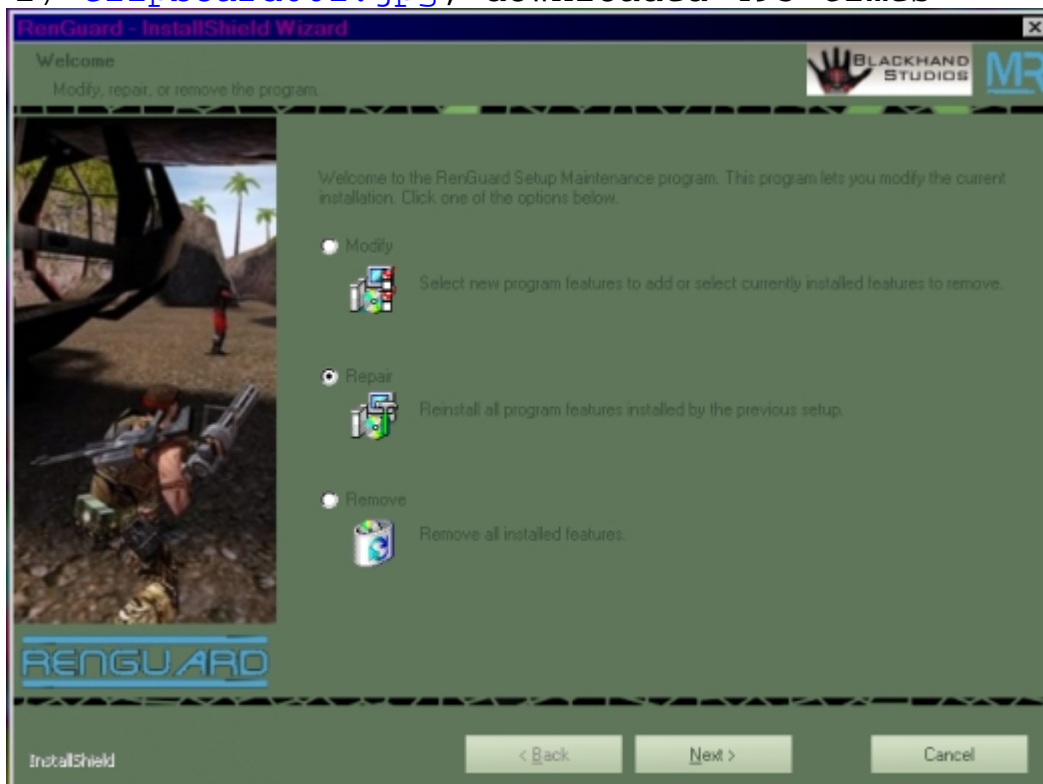 RenGuard - InstallShield Wizard
Welcome
Modify, repair, or remove the program.
BLACKHAND
STUDIOS
Welcome to the RenGuard Setup Maintenance program. This program lets you modify the current
installation. Click one of the options below.
Modify
Select new program features to add or select currently installed features to remove.
Repair
Reinstall all program features installed by the previous setup.
Remove
Remove all installed features.
RENGUARD
InstallShield
< Back
Next >
Cancel